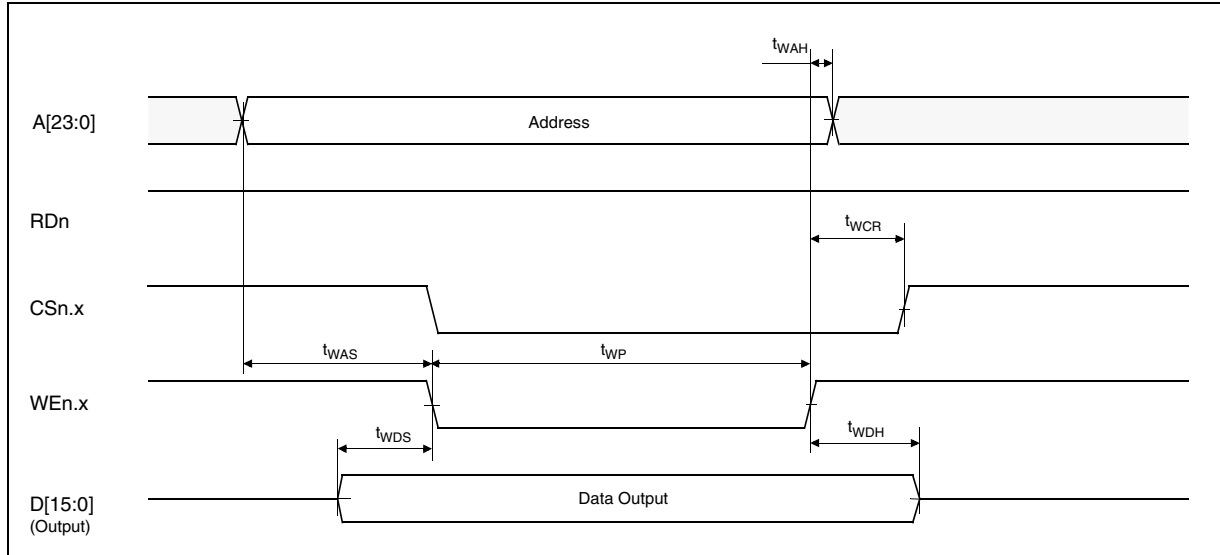 tWAH
A[23:0]
Address
RDn
tWCR
CSn.x
tWAS
tWP
WEn.x
tWDS
tWDH
D[15:0]
(Output)
Data Output